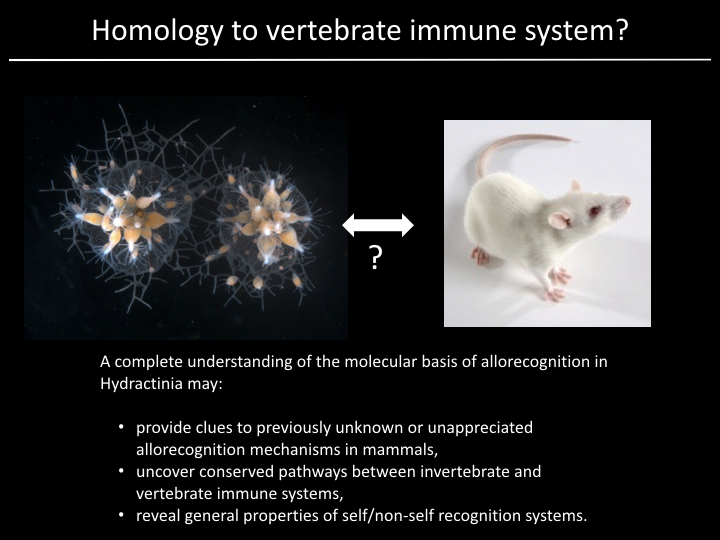 Homology to vertebrate immune system?
?
A complete understanding of the molecular basis of allorecognition in
Hydractinia may:
• provide clues to previously unknown or unappreciated
allorecognition mechanisms in mammals,
• uncover conserved pathways between invertebrate and
vertebrate immune systems,
• reveal general properties of self/non-self recognition systems.